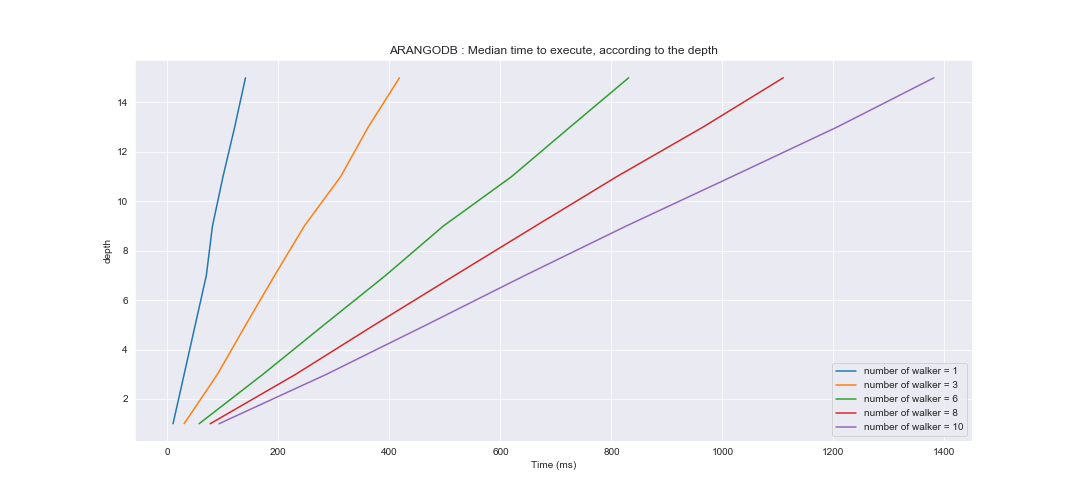 ARANGODB : Median time to execute, according to the depth
14
12
10
8
6
4
2
depth
0
200
400
600
800
1000
1200
1400
Time (ms)
number of walker = 1
number of walker = 3
number of walker = 6
number of walker = 8
number of walker = 10